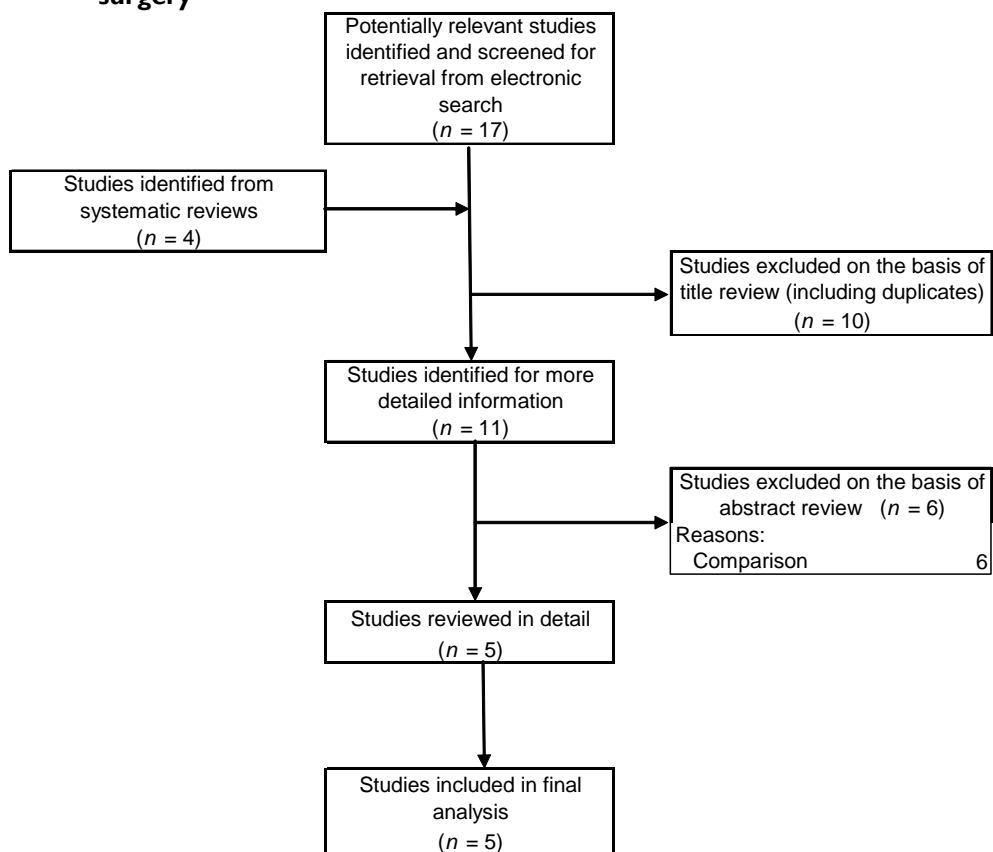 surgery
Potentially relevant studies
identified and screened for
retrieval from electronic
search
(n = 17)
Studies identified from
systematic reviews
(n = 4)
Studies excluded on the basis of
title review (including duplicates)
(n = 10)
Studies identified for more
detailed information
(n = 11)
Studies excluded on the basis of
abstract review (n = 6)
Reasons:
Comparison 6
Studies reviewed in detail
(n = 5)
Studies included in final
analysis
(n = 5)